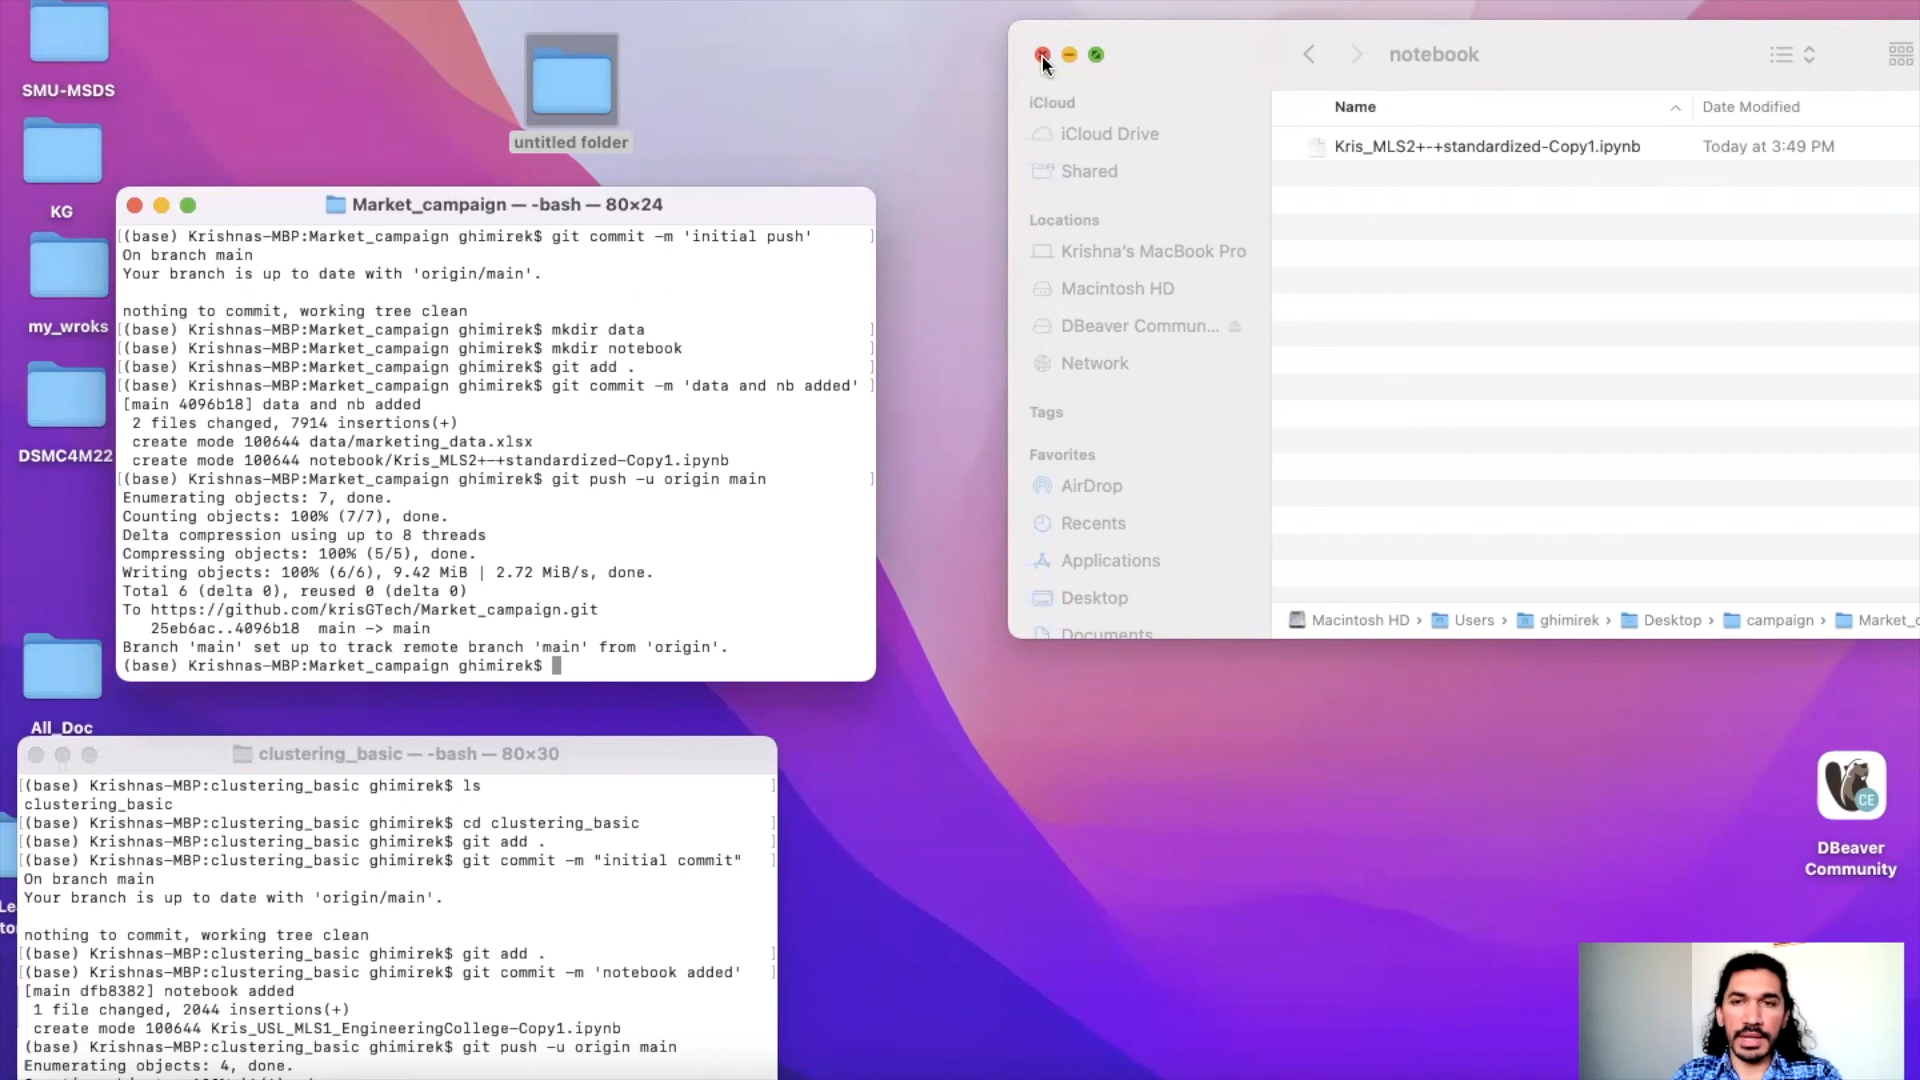 SMU-MSDS
KG
my_wroks
DSMC4M22
All_Doc
untitled folder
Market_campaign — -bash — 80×24
[(base) Krishnas-MBP:Market_campaign ghimirek$ git commit -m 'initial push' ]
On branch main
Your branch is up to date with 'origin/main'.
nothing to commit, working tree clean
[(base) Krishnas-MBP:Market_campaign ghimirek$ mkdir data ]
[(base) Krishnas-MBP:Market_campaign ghimirek$ mkdir notebook ]
[(base) Krishnas-MBP:Market_campaign ghimirek$ git add . ]
[(base) Krishnas-MBP:Market_campaign ghimirek$ git commit -m 'data and nb added' ]
[main 4096b18] data and nb added
2 files changed, 7914 insertions(+)
create mode 100644 data/marketing_data.xlsx
create mode 100644 notebook/Kris_MLS2+-+standardized-Copy1.ipynb
[(base) Krishnas-MBP:Market_campaign ghimirek$ git push -u origin main ]
Enumerating objects: 7, done.
Counting objects: 100% (7/7), done.
Delta compression using up to 8 threads
Compressing objects: 100% (5/5), done.
Writing objects: 100% (6/6), 9.42 MiB | 2.72 MiB/s, done.
Total 6 (delta 0), reused 0 (delta 0)
To https://github.com/krisGTech/Market_campaign.git
25eb6ac..4096b18 main -> main
Branch 'main' set up to track remote branch 'main' from 'origin'.
(base) Krishnas-MBP:Market_campaign ghimirek$
clustering_basic — -bash — 80×30
[(base) Krishnas-MBP:clustering_basic ghimirek$ ls ]
clustering_basic
[(base) Krishnas-MBP:clustering_basic ghimirek$ cd clustering_basic ]
[(base) Krishnas-MBP:clustering_basic ghimirek$ git add . ]
[(base) Krishnas-MBP:clustering_basic ghimirek$ git commit -m "initial commit" ]
On branch main
Your branch is up to date with 'origin/main'.
nothing to commit, working tree clean
[(base) Krishnas-MBP:clustering_basic ghimirek$ git add . ]
[(base) Krishnas-MBP:clustering_basic ghimirek$ git commit -m 'notebook added' ]
[main dfb8382] notebook added
1 file changed, 2044 insertions(+)
create mode 100644 Kris_USL_MLS1_EngineeringCollege-Copy1.ipynb
[(base) Krishnas-MBP:clustering_basic ghimirek$ git push -u origin main ]
Enumerating objects: 4, done.
notebook
iCloud
iCloud Drive
Shared
Locations
Krishna's MacBook Pro
Macintosh HD
DBeaver Commun...
Network
Tags
Favorites
AirDrop
Recents
Applications
Desktop
Documents
Name
Date Modified
Kris_MLS2+-+standardized-Copy1.ipynb
Today at 3:49 PM
Macintosh HD › Users › ghimirek › Desktop › campaign › Market_c
CE
DBeaver
Community